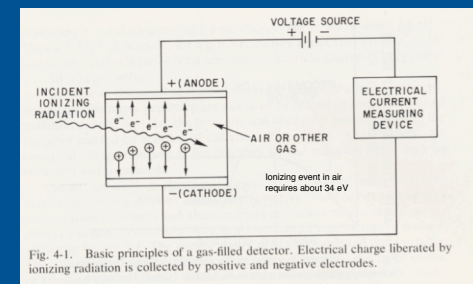 VOLTAGE SOURCE
+ −
+ (ANODE)
INCIDENT
IONIZING
RADIATION
e⁻ e⁻ e⁻ e⁻ e⁻
ELECTRICAL
CURRENT
MEASURING
DEVICE
AIR OR OTHER
GAS
+ + + + +
Ionizing event in air
requires about 34 eV
−(CATHODE)
Fig. 4-1. Basic principles of a gas-filled detector. Electrical charge liberated by
ionizing radiation is collected by positive and negative electrodes.